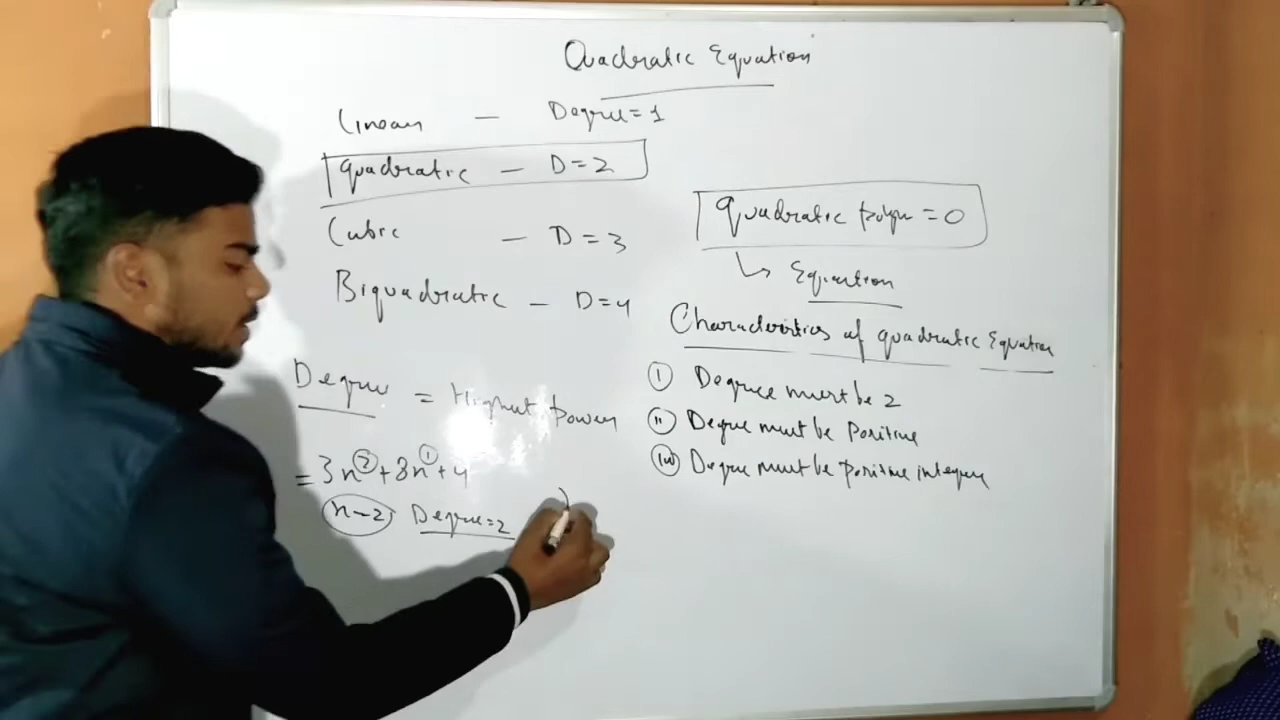 Quadratic Equation
Linear — Degree = 1
quadratic — D = 2
Cubic — D = 3
Biquadratic — D = 4
Degree = Highest power
= 3x² + 8x¹ + 4
x — 2 Degree = 2
quadratic polyn = 0
↳ Equation
Characteristics of quadratic Equation
(i) Degree must be 2
(ii) Degree must be Positive
(iii) Degree must be positive integer